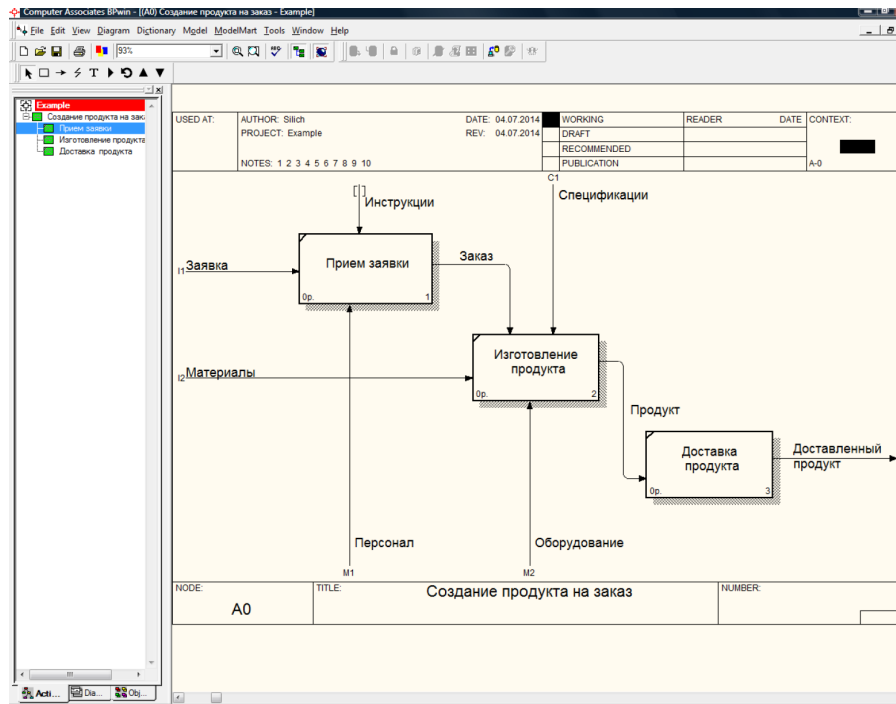 Computer Associates BPwin - [(A0) Создание продукта на заказ - Example]
File Edit View Diagram Dictionary Model ModelMart Tools Window Help
93%
Example
Создание продукта на зак
Прием заявки
Изготовление продукта
Доставка продукта
USED AT: AUTHOR: Silich DATE: 04.07.2014 WORKING READER DATE CONTEXT:
PROJECT: Example REV: 04.07.2014 DRAFT
RECOMMENDED
NOTES: 1 2 3 4 5 6 7 8 9 10 PUBLICATION A-0
C1
Инструкции
Спецификации
I1 Заявка
Прием заявки
0р. 1
Заказ
I2 Материалы
Изготовление
продукта
0р. 2
Продукт
Доставка
продукта
0р. 3
Доставленный
продукт
Персонал
Оборудование
M1
M2
NODE: TITLE: NUMBER:
A0
Создание продукта на заказ
Acti... Dia... Obj...